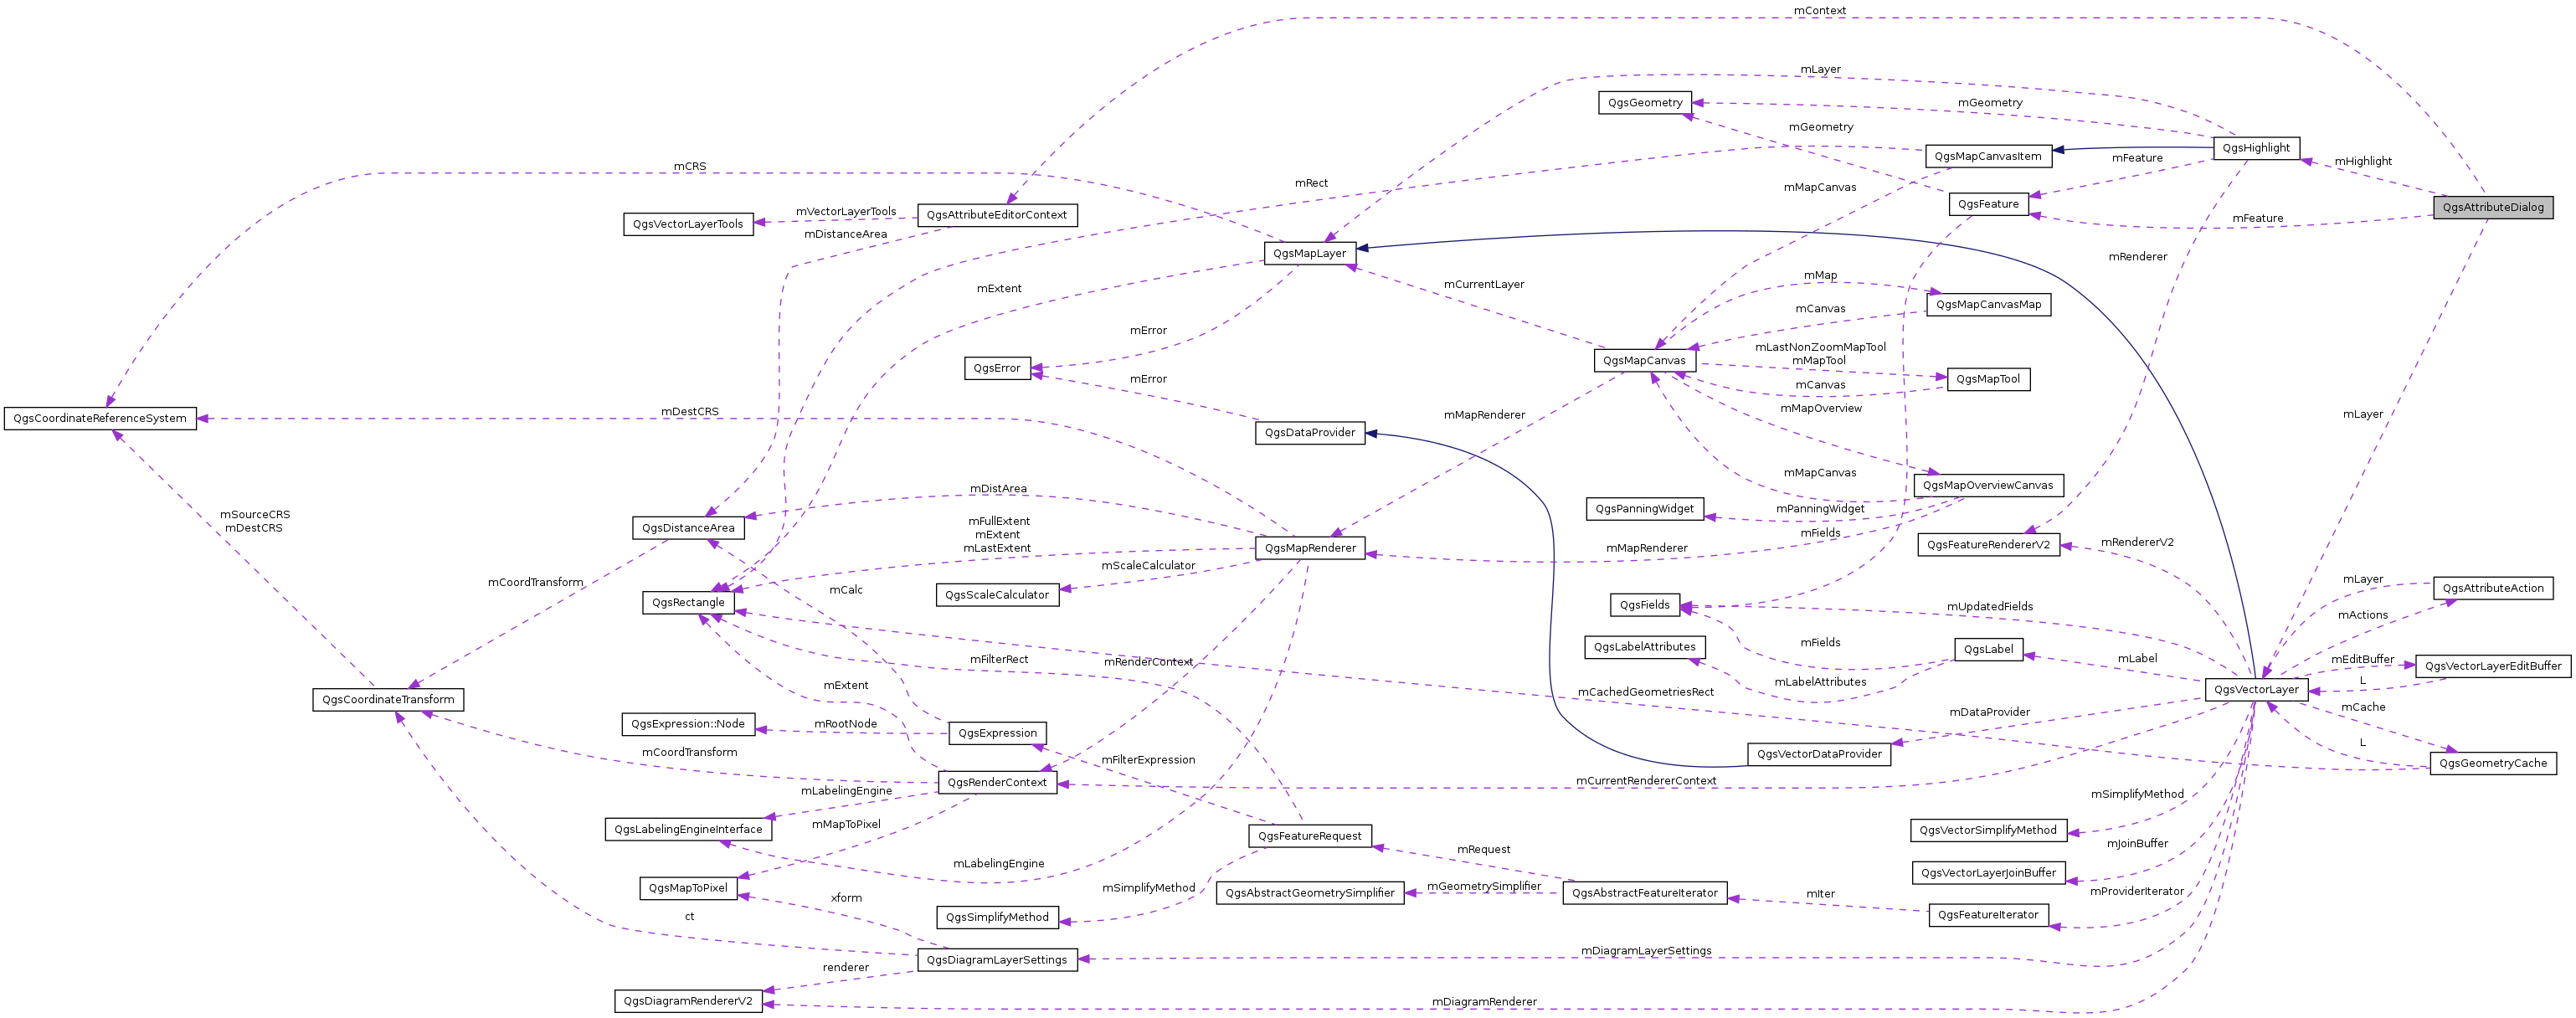 mContext
mLayer
QgsGeometry
mGeometry
mGeometry
QgsHighlight
QgsMapCanvasItem
mFeature
mHighlight
mCRS
mRect
mMapCanvas
QgsFeature
QgsAttributeDialog
mVectorLayerTools
QgsAttributeEditorContext
mFeature
QgsVectorLayerTools
mDistanceArea
QgsMapLayer
mRenderer
mExtent
mCurrentLayer
mMap
QgsMapCanvasMap
mCanvas
mError
mLastNonZoomMapTool
mMapTool
QgsMapCanvas
QgsError
mError
mCanvas
QgsMapTool
mDestCRS
QgsCoordinateReferenceSystem
mMapRenderer
mMapOverview
mLayer
QgsDataProvider
mMapCanvas
QgsMapOverviewCanvas
mDistArea
mSourceCRS
mDestCRS
QgsDistanceArea
mFullExtent
mExtent
mLastExtent
QgsPanningWidget
mPanningWidget
mFields
QgsMapRenderer
mMapRenderer
QgsFeatureRendererV2
mRendererV2
mCoordTransform
mScaleCalculator
mCalc
QgsScaleCalculator
QgsRectangle
QgsFields
mUpdatedFields
mLayer
QgsAttributeAction
mActions
mFields
QgsLabelAttributes
QgsLabel
mFilterRect
mRenderContext
mLabel
mEditBuffer
QgsVectorLayerEditBuffer
L
mExtent
mLabelAttributes
mCachedGeometriesRect
QgsVectorLayer
QgsCoordinateTransform
mCache
mDataProvider
QgsExpression::Node
mRootNode
QgsExpression
mCoordTransform
L
QgsVectorDataProvider
QgsGeometryCache
mFilterExpression
QgsRenderContext
mCurrentRendererContext
mLabelingEngine
mSimplifyMethod
mMapToPixel
QgsLabelingEngineInterface
QgsFeatureRequest
QgsVectorSimplifyMethod
mJoinBuffer
mRequest
mLabelingEngine
QgsVectorLayerJoinBuffer
QgsMapToPixel
mSimplifyMethod
QgsAbstractGeometrySimplifier
mGeometrySimplifier
QgsAbstractFeatureIterator
mIter
mProviderIterator
xform
ct
QgsSimplifyMethod
QgsFeatureIterator
mDiagramLayerSettings
QgsDiagramLayerSettings
renderer
QgsDiagramRendererV2
mDiagramRenderer